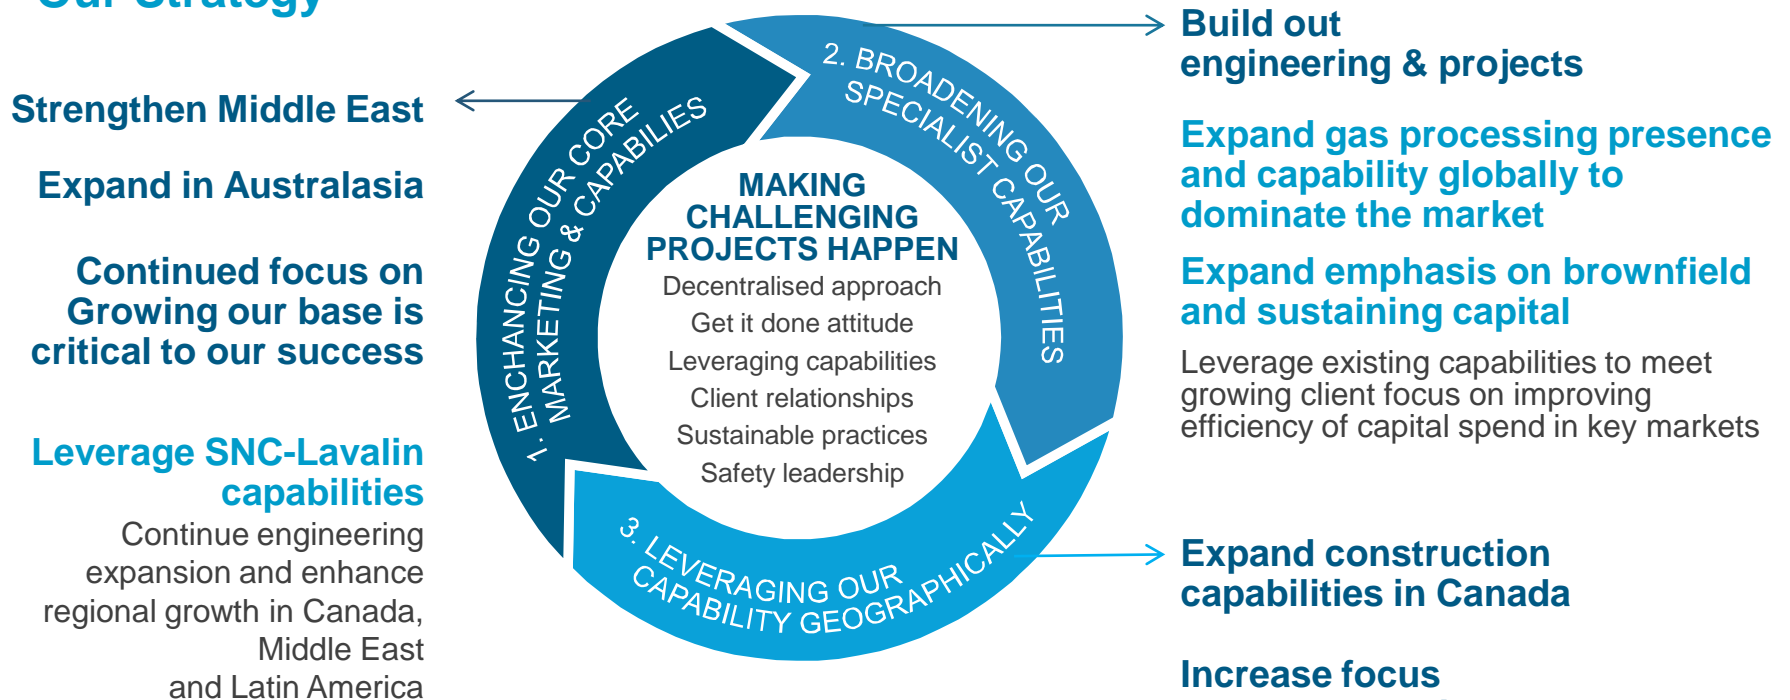 Our Strategy
Strengthen Middle East
Expand in Australasia
Continued focus on
Growing our base is
critical to our success
Leverage SNC-Lavalin
capabilities
Continue engineering
expansion and enhance
regional growth in Canada,
Middle East
and Latin America
1. ENCHANCING OUR CORE
MARKETING & CAPABILIES
2. BROADENING OUR
SPECIALIST CAPABILITIES
3. LEVERAGING OUR
CAPABILITY GEOGRAPHICALLY
MAKING
CHALLENGING
PROJECTS HAPPEN
Decentralised approach
Get it done attitude
Leveraging capabilities
Client relationships
Sustainable practices
Safety leadership
Build out
engineering & projects
Expand gas processing presence
and capability globally to
dominate the market
Expand emphasis on brownfield
and sustaining capital
Leverage existing capabilities to meet
growing client focus on improving
efficiency of capital spend in key markets
Expand construction
capabilities in Canada
Increase focus